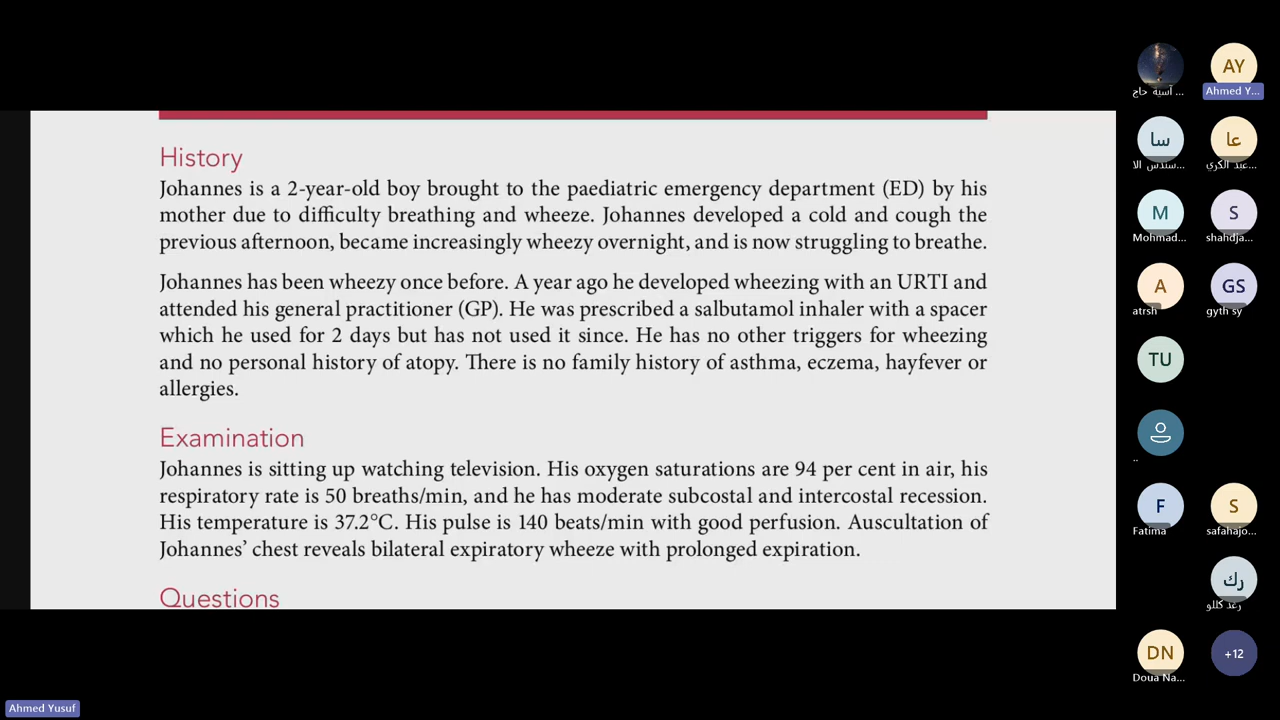 History
Johannes is a 2-year-old boy brought to the paediatric emergency department (ED) by his
mother due to difficulty breathing and wheeze. Johannes developed a cold and cough the
previous afternoon, became increasingly wheezy overnight, and is now struggling to breathe.
Johannes has been wheezy once before. A year ago he developed wheezing with an URTI and
attended his general practitioner (GP). He was prescribed a salbutamol inhaler with a spacer
which he used for 2 days but has not used it since. He has no other triggers for wheezing
and no personal history of atopy. There is no family history of asthma, eczema, hayfever or
allergies.
Examination
Johannes is sitting up watching television. His oxygen saturations are 94 per cent in air, his
respiratory rate is 50 breaths/min, and he has moderate subcostal and intercostal recession.
His temperature is 37.2°C. His pulse is 140 beats/min with good perfusion. Auscultation of
Johannes’ chest reveals bilateral expiratory wheeze with prolonged expiration.
Questions
AY
آسية حاج ...
Ahmed Y...
سا
عا
عبد الكري...
M
S
Mohmad...
shahdja...
A
GS
atrsh
gyth sy
TU
..
F
S
Fatima
safahajo...
رك
رغد كللو
DN
+12
Doua Na...
Ahmed Yusuf